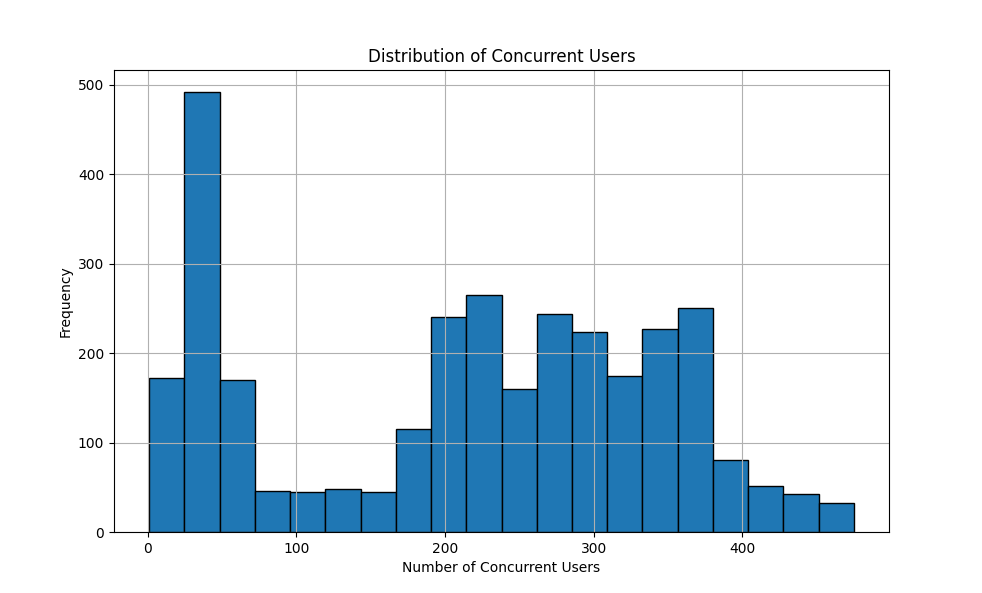 Distribution of Concurrent Users
500
400
300
200
100
0
Frequency
0 100 200 300 400
Number of Concurrent Users